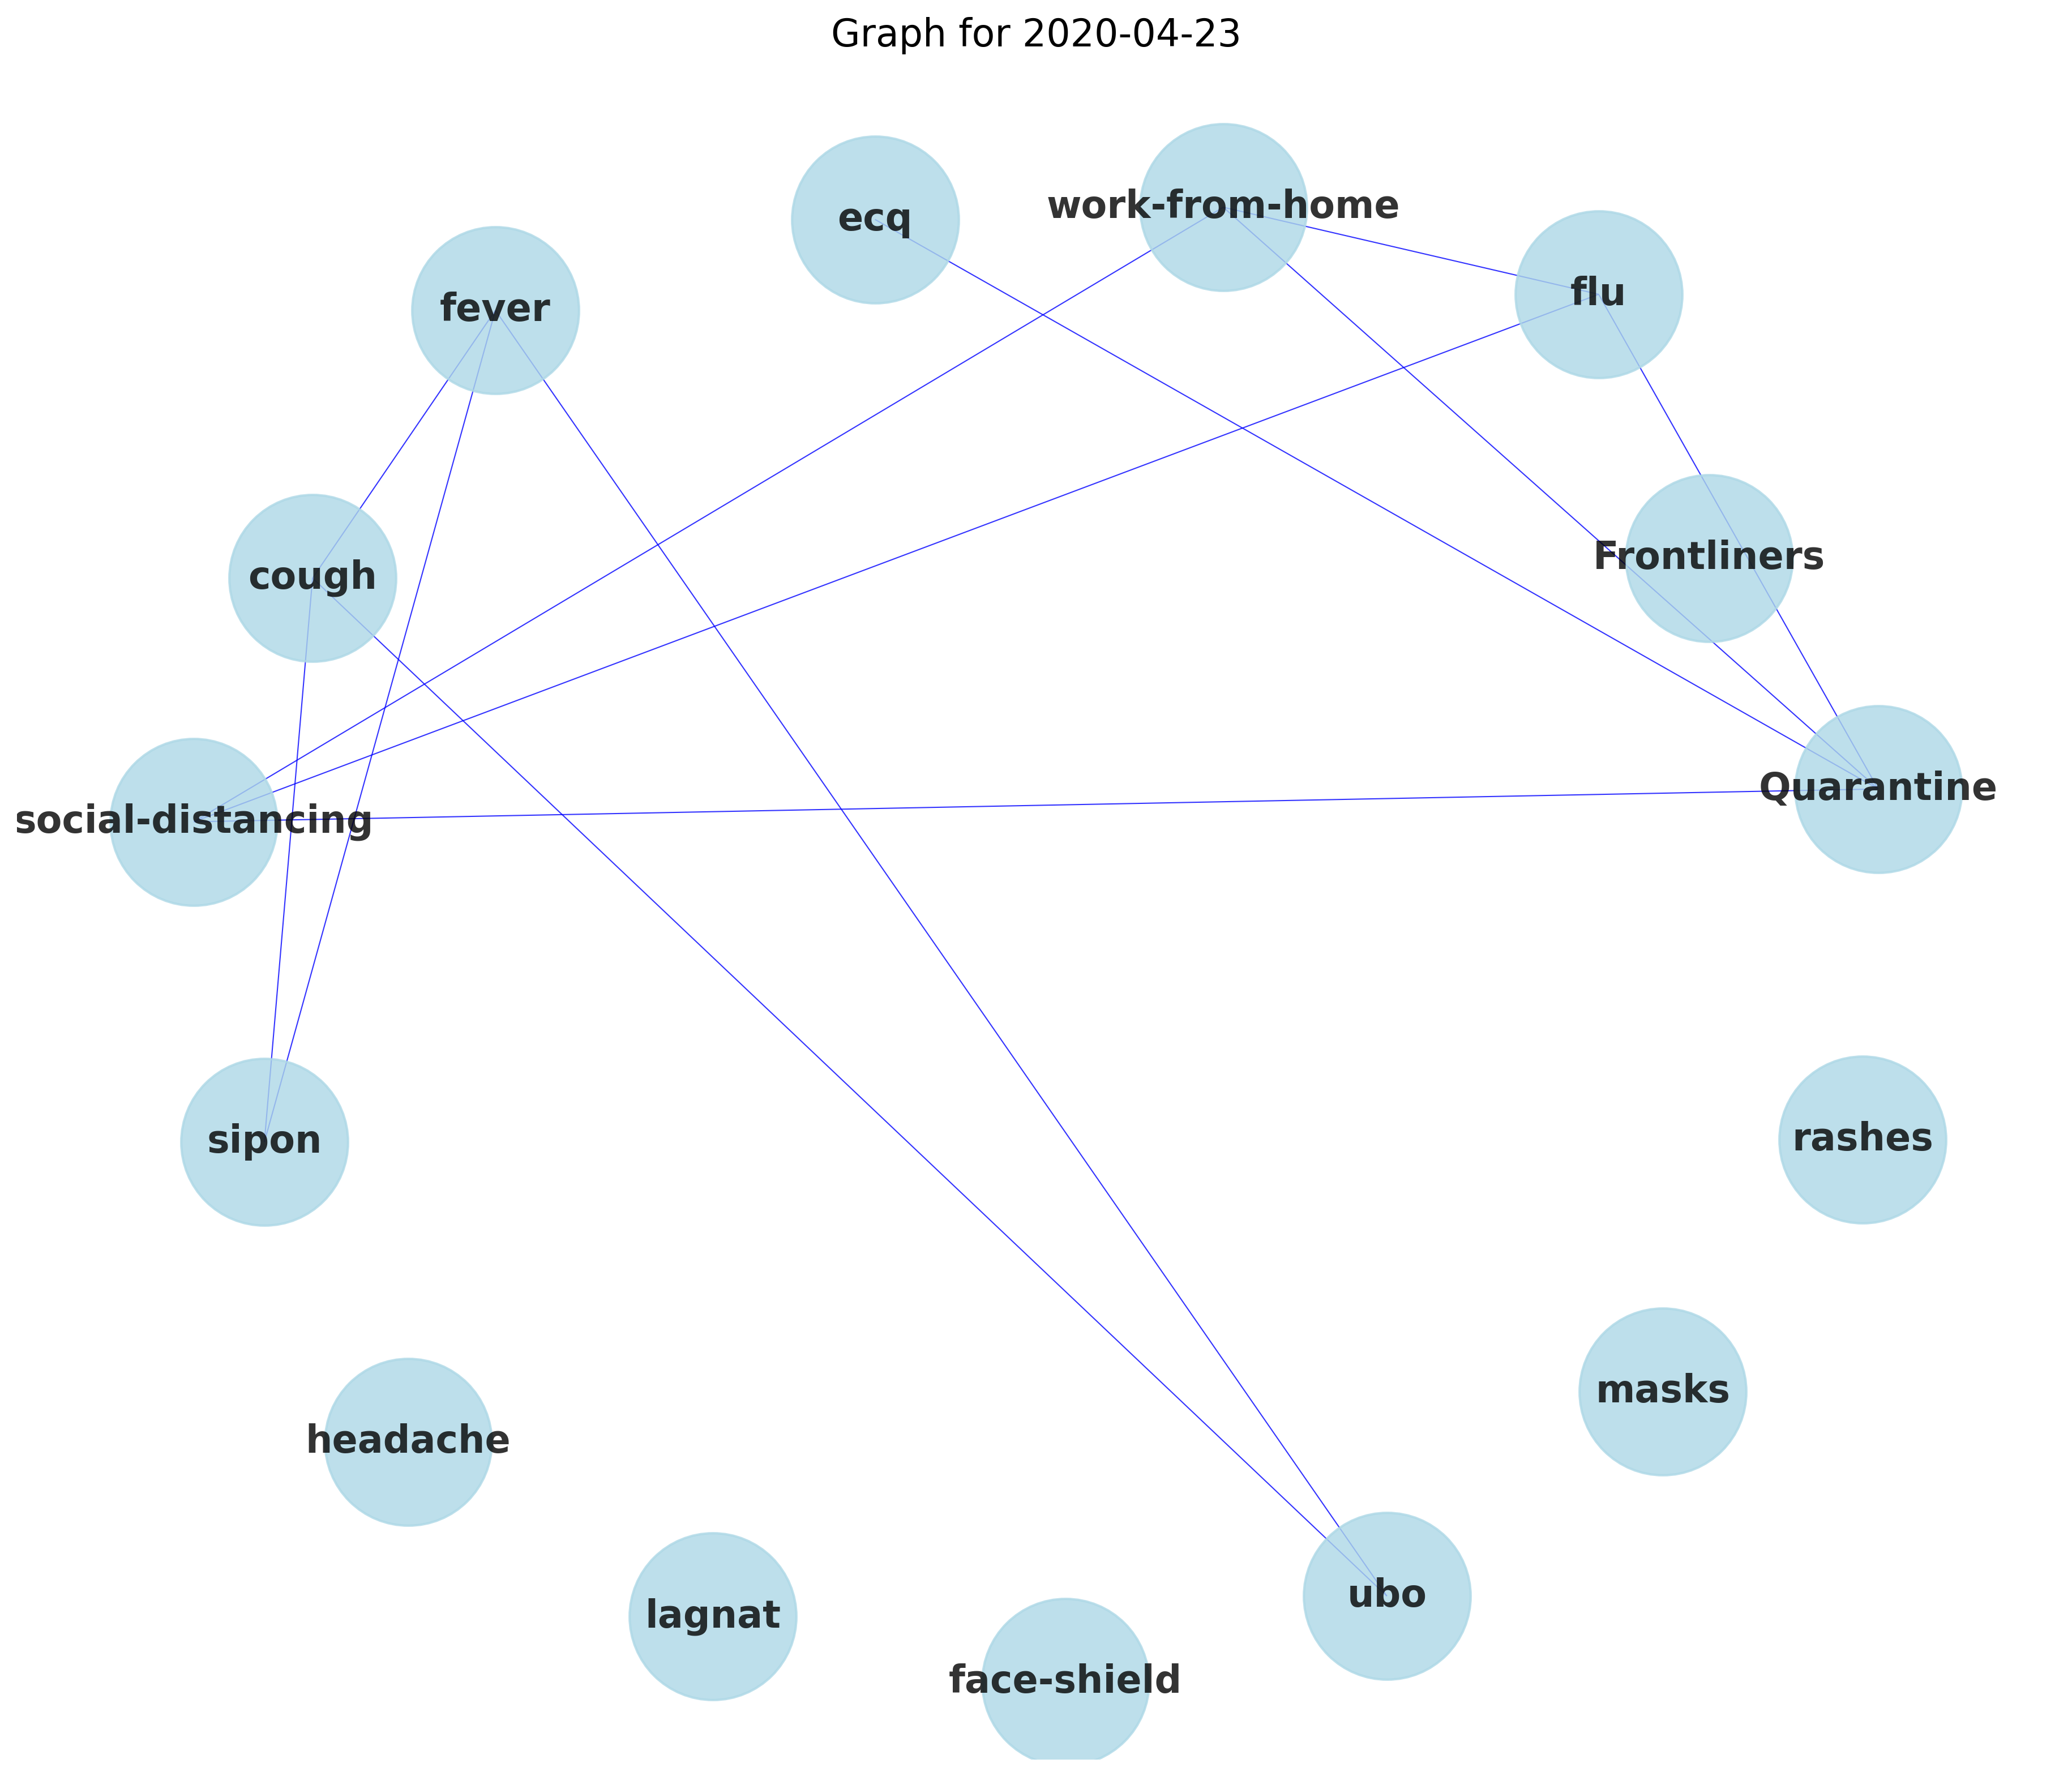 Graph for 2020-04-23
work-from-home
ecq
flu
fever
Frontliners
cough
Quarantine
social-distancing
rashes
sipon
masks
headache
ubo
lagnat
face-shield